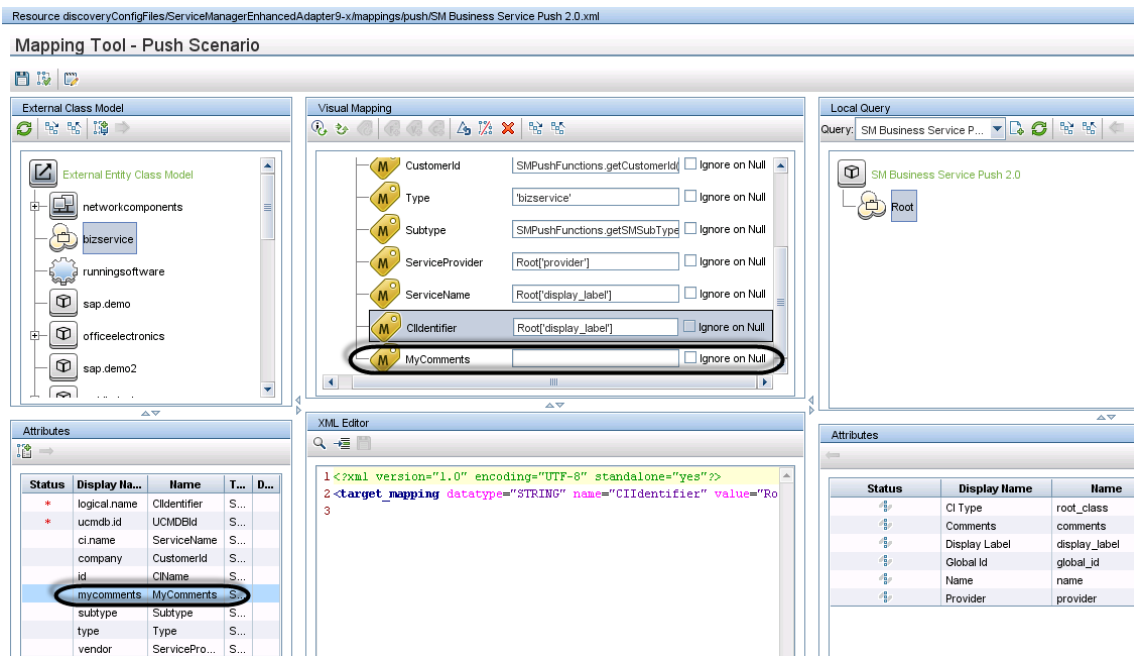 Resource discoveryConfigFiles/ServiceManagerEnhancedAdapter9-x/mappings/push/SM Business Service Push 2.0.xml
Mapping Tool - Push Scenario
External Class Model
External Entity Class Model
networkcomponents
bizservice
runningsoftware
sap.demo
officeelectronics
sap.demo2
Visual Mapping
M CustomerId SMPushFunctions.getCustomerId( Ignore on Null
M Type 'bizservice' Ignore on Null
M Subtype SMPushFunctions.getSMSubType Ignore on Null
M ServiceProvider Root['provider'] Ignore on Null
M ServiceName Root['display_label'] Ignore on Null
M CIIdentifier Root['display_label'] Ignore on Null
M MyComments Ignore on Null
Local Query
Query: SM Business Service P...
SM Business Service Push 2.0
Root
Attributes
Status Display Na... Name T... D...
* logical.name CIIdentifier S...
* ucmdb.id UCMDBId S...
ci.name ServiceName S...
company CustomerId S...
id CIName S...
mycomments MyComments S...
subtype Subtype S...
type Type S...
vendor ServicePro... S...
XML Editor
1 <?xml version="1.0" encoding="UTF-8" standalone="yes"?>
2 <target_mapping datatype="STRING" name="CIIdentifier" value="Ro
3
Attributes
Status Display Name Name
CI Type root_class
Comments comments
Display Label display_label
Global Id global_id
Name name
Provider provider